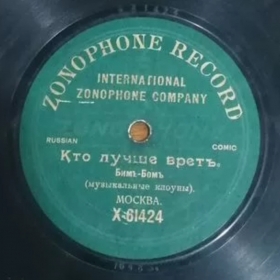 ZONOPHONE RECORD
INTERNATIONAL
ZONOPHONE COMPANY
RUSSIAN
COMIC
Кто лучше вретъ.
Бимъ-Бомъ
(музыкальные клоуны).
МОСКВА.
X-61424